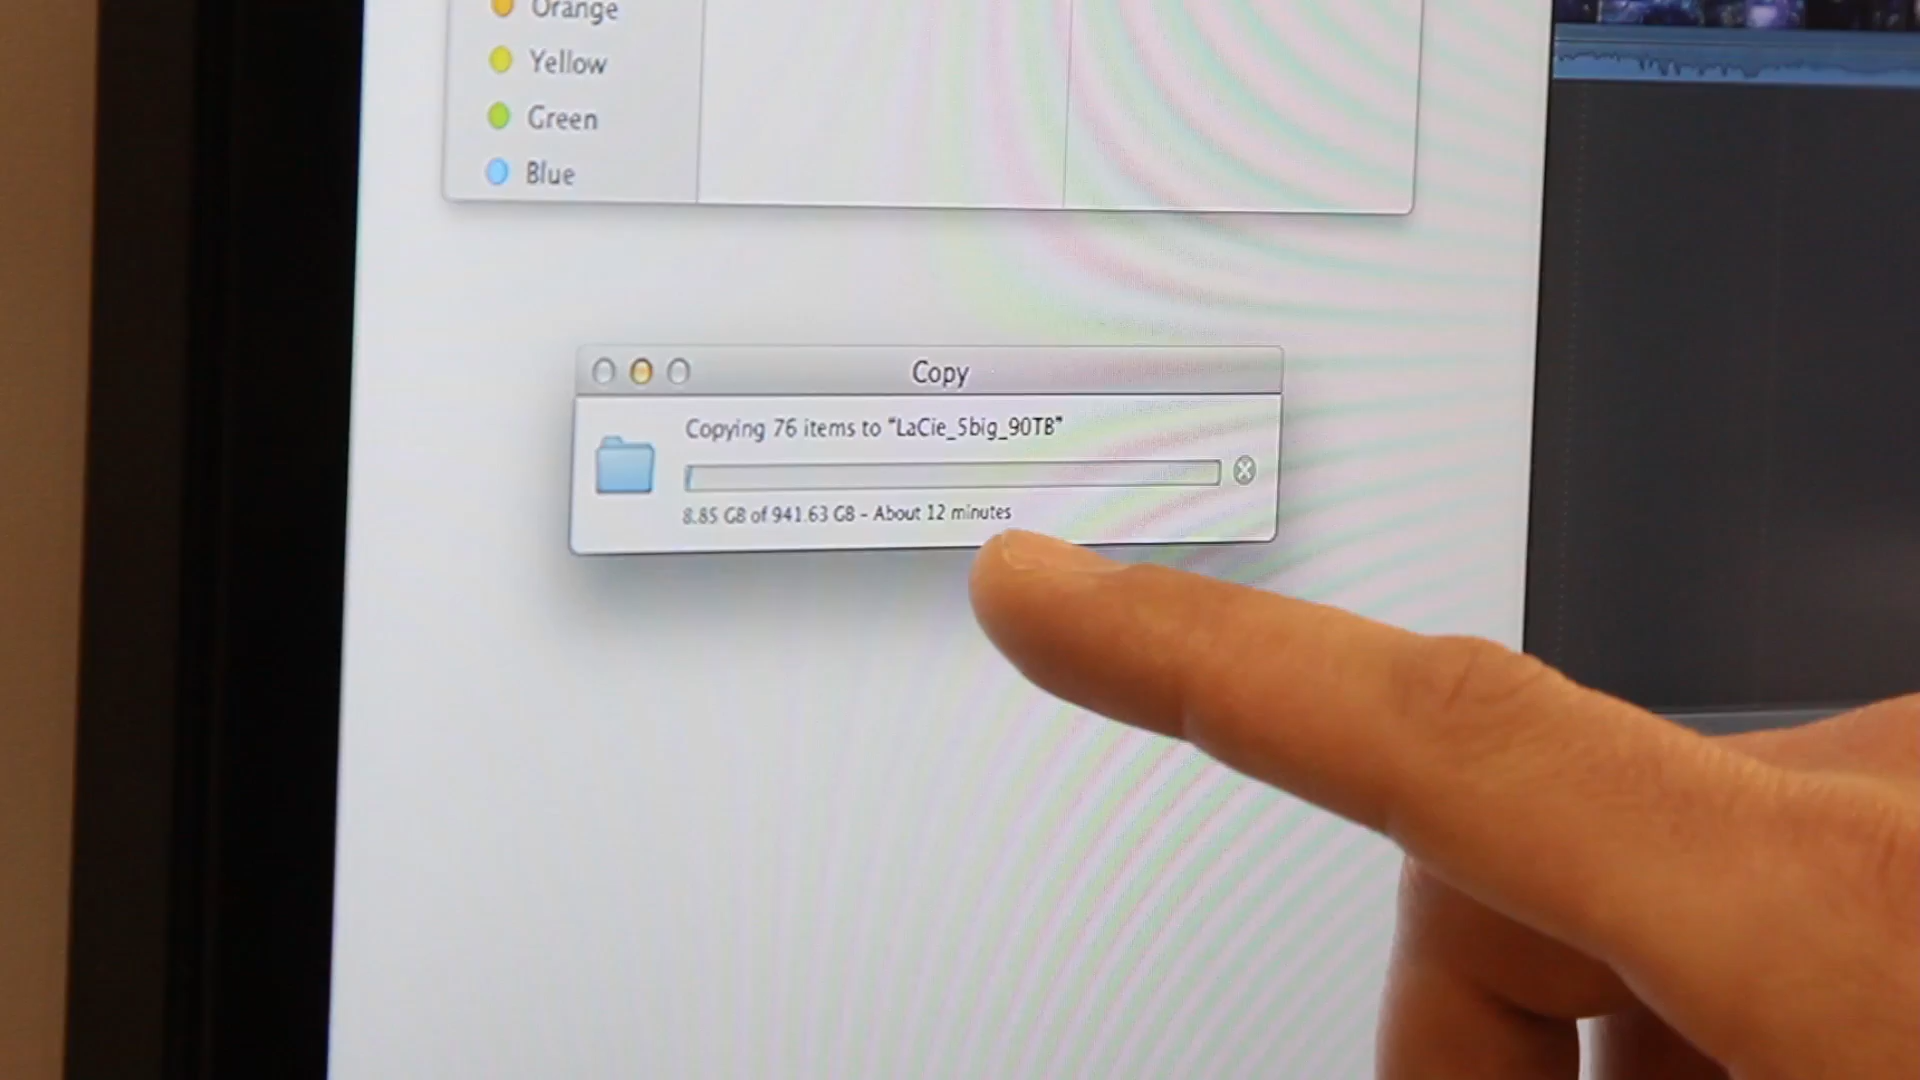 Orange
Yellow
Green
Blue
Copy
Copying 76 items to "LaCie_5big_90TB"
8.85 GB of 941.63 GB - About 12 minutes